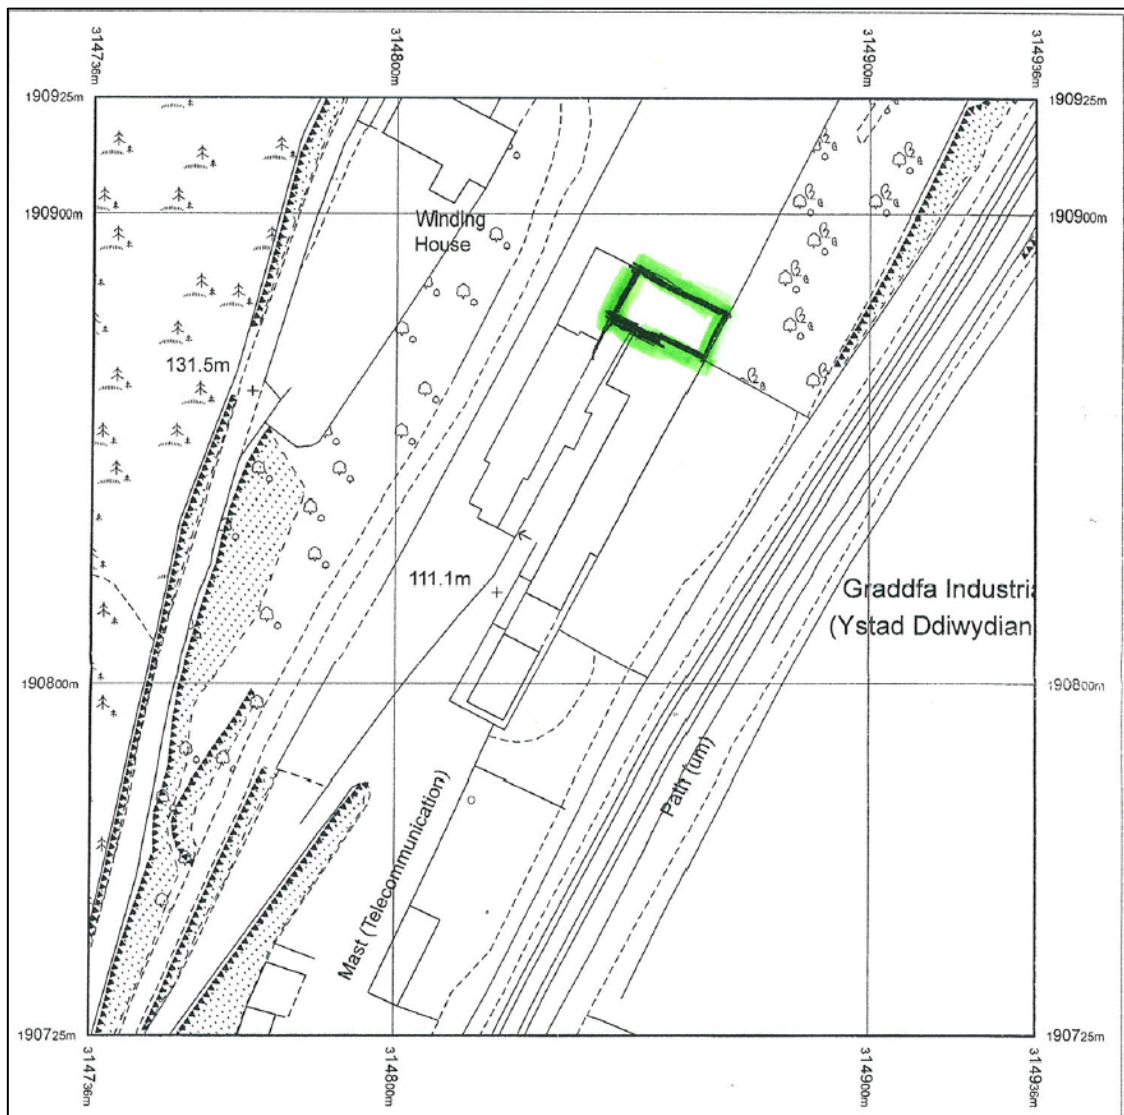 314736m
314800m
314900m
314936m
190925m
190925m
190900m
190900m
Winding
House
131.5m
111.1m
Graddfa Industria
(Ystad Ddiwydian
190800m
190800m
Path (um)
Mast (Telecommunication)
190725m
190725m
314736m
314800m
314900m
314936m